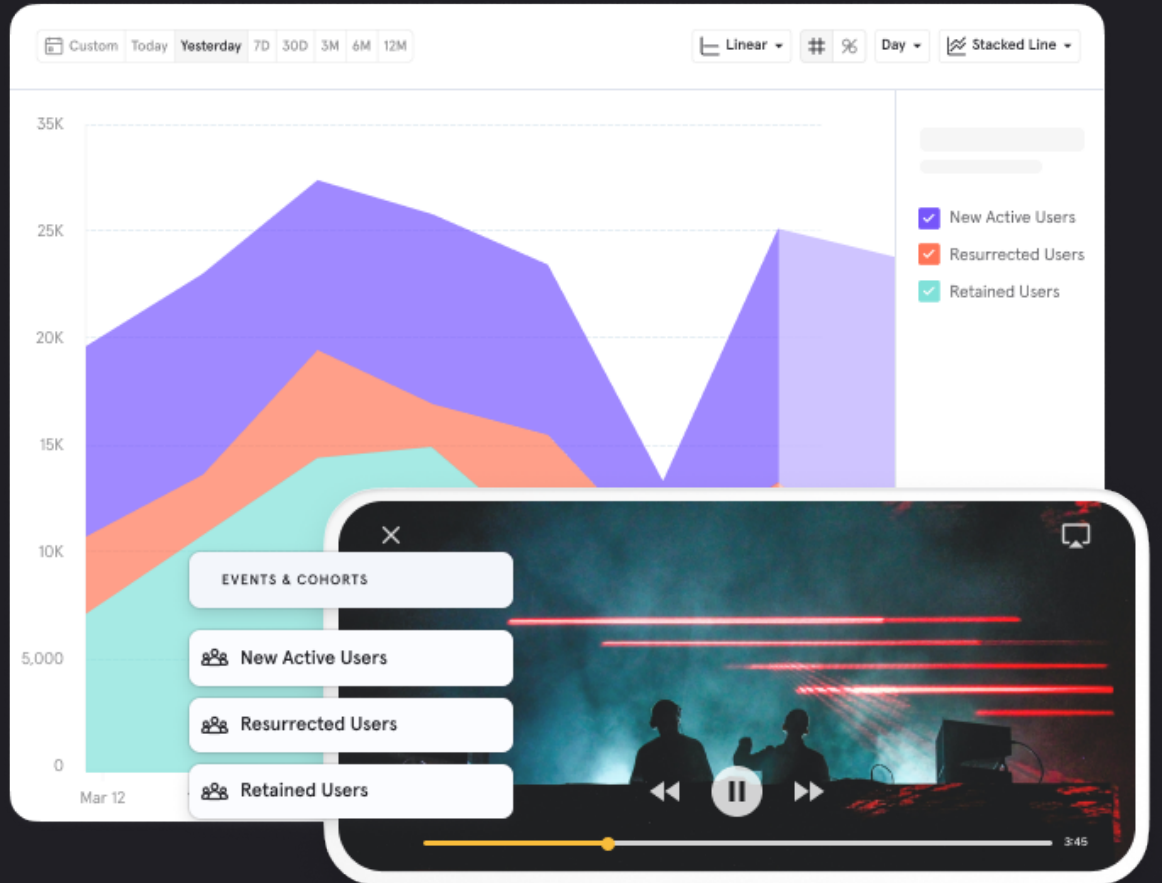 Custom Today Yesterday 7D 30D 3M 6M 12M Linear # % Day Stacked Line
35K
25K
20K
15K
10K
5,000
0
Mar 12
New Active Users
Resurrected Users
Retained Users
EVENTS & COHORTS
New Active Users
Resurrected Users
Retained Users
3:45